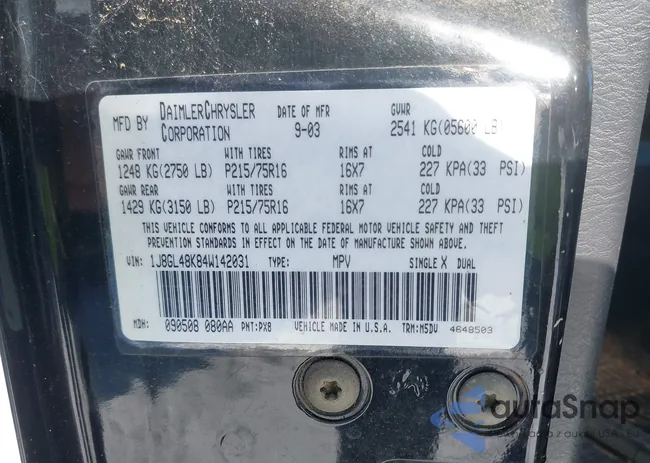 MFD BY DAIMLERCHRYSLER CORPORATION DATE OF MFR 9-03 GVWR 2541 KG(05600 LB)
GAWR FRONT WITH TIRES RIMS AT COLD
1248 KG(2750 LB) P215/75R16 16X7 227 KPA(33 PSI)
GAWR REAR WITH TIRES RIMS AT COLD
1429 KG(3150 LB) P215/75R16 16X7 227 KPA(33 PSI)
THIS VEHICLE CONFORMS TO ALL APPLICABLE FEDERAL MOTOR VEHICLE SAFETY AND THEFT
PREVENTION STANDARDS IN EFFECT ON THE DATE OF MANUFACTURE SHOWN ABOVE.
VIN: 1J8GL48K84W142031 TYPE: MPV SINGLE X DUAL
MDH: 090508 080AA PNT:PX8 VEHICLE MADE IN U.S.A. TRM:M5DV 4648503
autoSnap